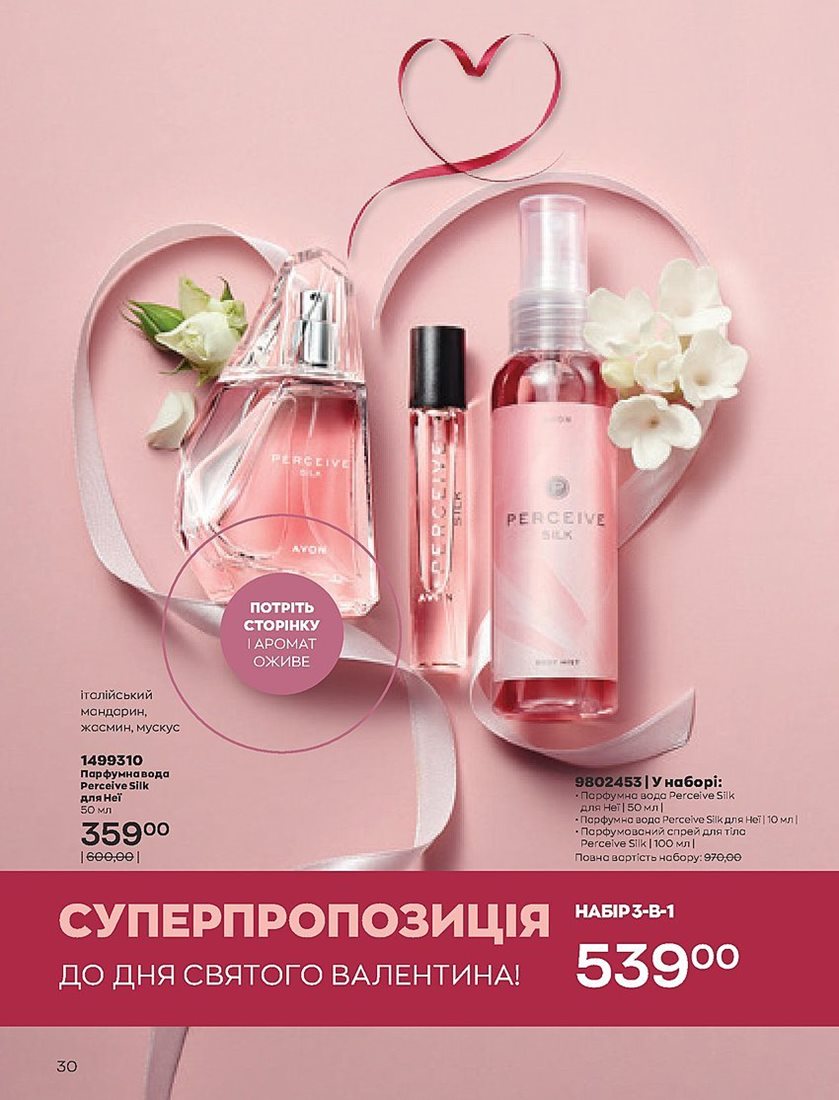 PERCEIVE
SILK
AVON
PERCEIVE
SILK
AVON
AVON
P
PERCEIVE
SILK
BODY MIST
ПОТРІТЬ
СТОРІНКУ
І АРОМАТ
ОЖИВЕ
італійський
мандарин,
жасмин, мускус
1499310
Парфумна вода
Perceive Silk
для Неї
50 мл
359⁰⁰
| 600,00 |
9802453 | У наборі:
• Парфумна вода Perceive Silk
для Неї | 50 мл |
• Парфумна вода Perceive Silk для Неї | 10 мл |
• Парфумований спрей для тіла
Perceive Silk | 100 мл |
Повна вартість набору: 970,00
СУПЕРПРОПОЗИЦІЯ
ДО ДНЯ СВЯТОГО ВАЛЕНТИНА!
НАБІР 3-В-1
539⁰⁰
30